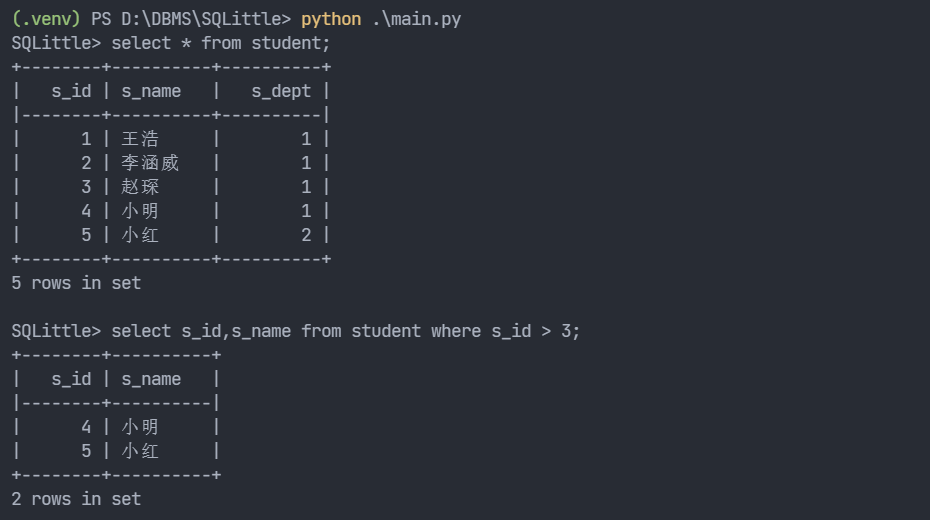 (.venv) PS D:\DBMS\SQLittle> python .\main.py
SQLittle> select * from student;
+--------+----------+----------+
|   s_id | s_name   |   s_dept |
|--------+----------+----------|
|      1 | 王浩     |        1 |
|      2 | 李涵威   |        1 |
|      3 | 赵琛     |        1 |
|      4 | 小明     |        1 |
|      5 | 小红     |        2 |
+--------+----------+----------+
5 rows in set

SQLittle> select s_id,s_name from student where s_id > 3;
+--------+----------+
|   s_id | s_name   |
|--------+----------|
|      4 | 小明     |
|      5 | 小红     |
+--------+----------+
2 rows in set